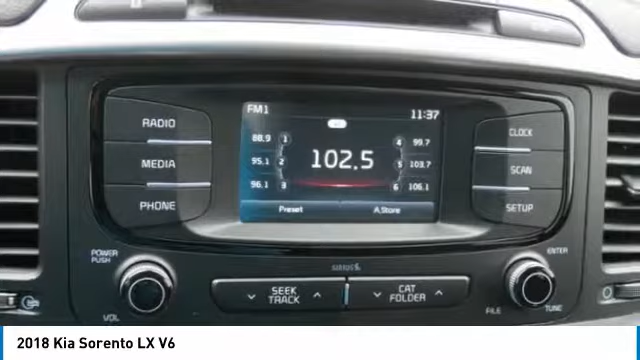 RADIO
MEDIA
PHONE
FM1
11:37
88.9 1
95.1 2
96.1 3
102.5
4 99.7
5 103.7
6 106.1
Preset
A.Store
CLOCK
SCAN
SETUP
POWER
PUSH
VOL
SIRIUS
SEEK
TRACK
CAT
FOLDER
ENTER
FILE
TUNE
2018 Kia Sorento LX V6